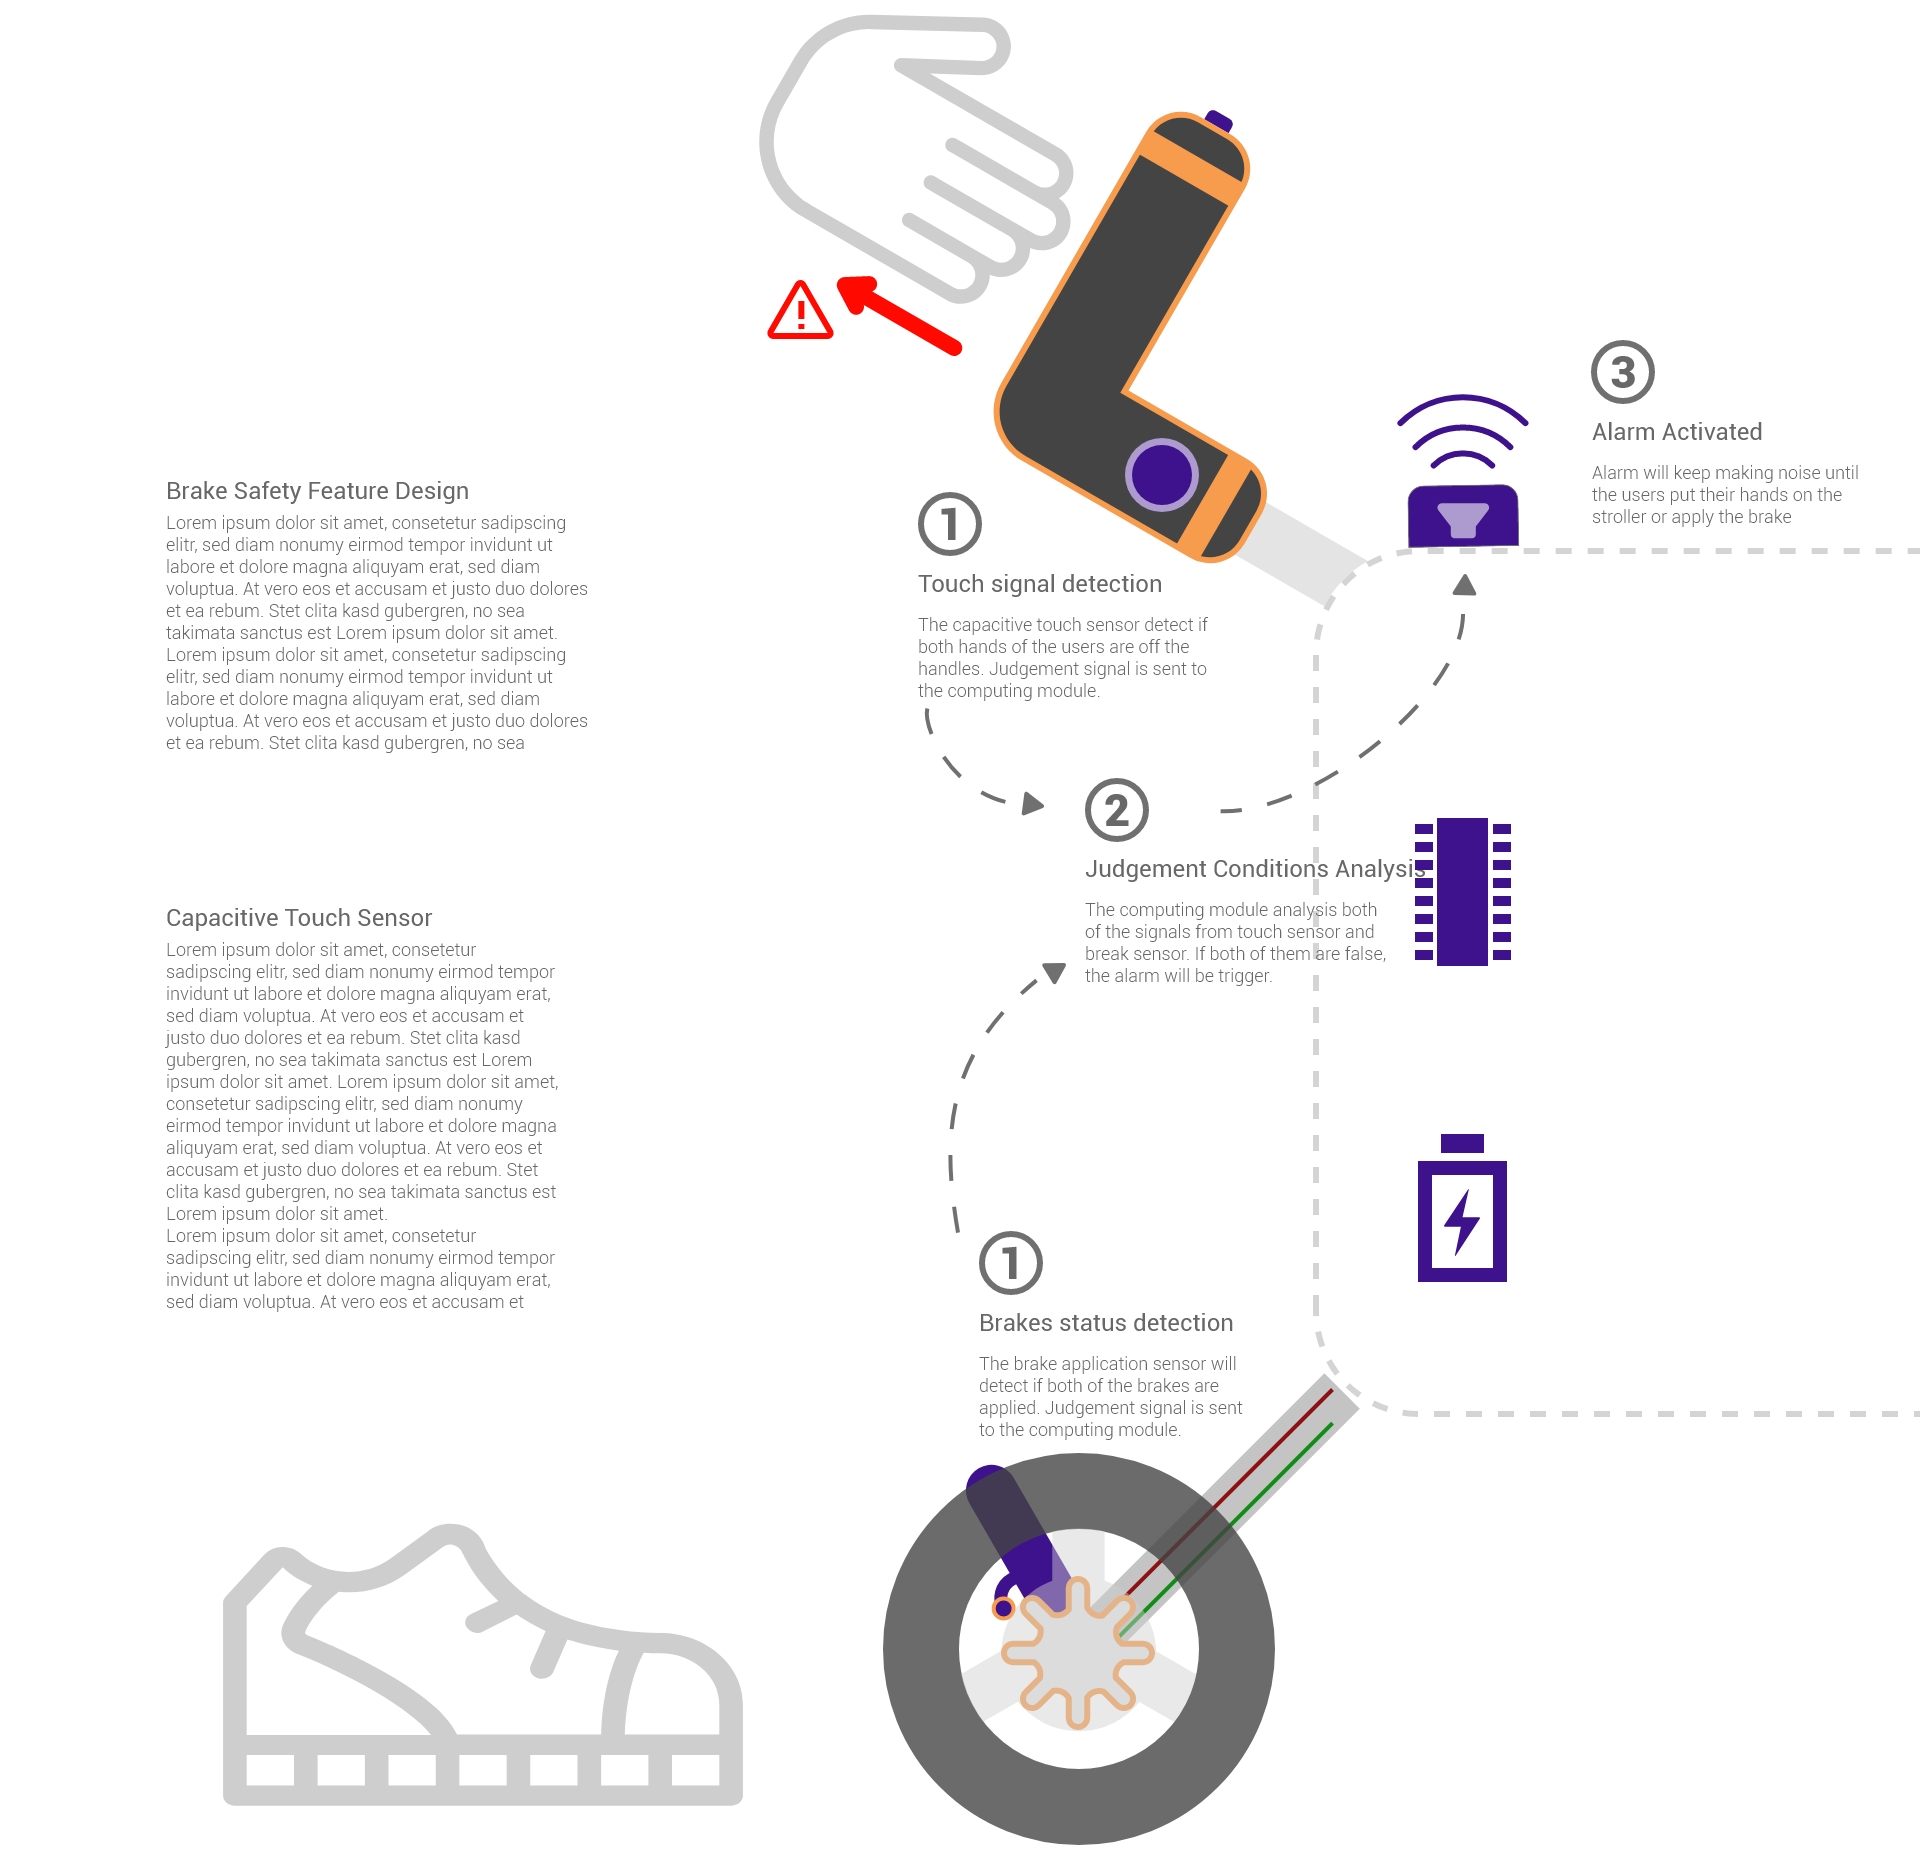 Brake Safety Feature Design
Lorem ipsum dolor sit amet, consetetur sadipscing
elitr, sed diam nonumy eirmod tempor invidunt ut
labore et dolore magna aliquyam erat, sed diam
voluptua. At vero eos et accusam et justo duo dolores
et ea rebum. Stet clita kasd gubergren, no sea
takimata sanctus est Lorem ipsum dolor sit amet.
Lorem ipsum dolor sit amet, consetetur sadipscing
elitr, sed diam nonumy eirmod tempor invidunt ut
labore et dolore magna aliquyam erat, sed diam
voluptua. At vero eos et accusam et justo duo dolores
et ea rebum. Stet clita kasd gubergren, no sea
Capacitive Touch Sensor
Lorem ipsum dolor sit amet, consetetur
sadipscing elitr, sed diam nonumy eirmod tempor
invidunt ut labore et dolore magna aliquyam erat,
sed diam voluptua. At vero eos et accusam et
justo duo dolores et ea rebum. Stet clita kasd
gubergren, no sea takimata sanctus est Lorem
ipsum dolor sit amet. Lorem ipsum dolor sit amet,
consetetur sadipscing elitr, sed diam nonumy
eirmod tempor invidunt ut labore et dolore magna
aliquyam erat, sed diam voluptua. At vero eos et
accusam et justo duo dolores et ea rebum. Stet
clita kasd gubergren, no sea takimata sanctus est
Lorem ipsum dolor sit amet.
Lorem ipsum dolor sit amet, consetetur
sadipscing elitr, sed diam nonumy eirmod tempor
invidunt ut labore et dolore magna aliquyam erat,
sed diam voluptua. At vero eos et accusam et
1
Touch signal detection
The capacitive touch sensor detect if
both hands of the users are off the
handles. Judgement signal is sent to
the computing module.
2
Judgement Conditions Analysis
The computing module analysis both
of the signals from touch sensor and
break sensor. If both of them are false,
the alarm will be trigger.
1
Brakes status detection
The brake application sensor will
detect if both of the brakes are
applied. Judgement signal is sent
to the computing module.
3
Alarm Activated
Alarm will keep making noise until
the users put their hands on the
stroller or apply the brake